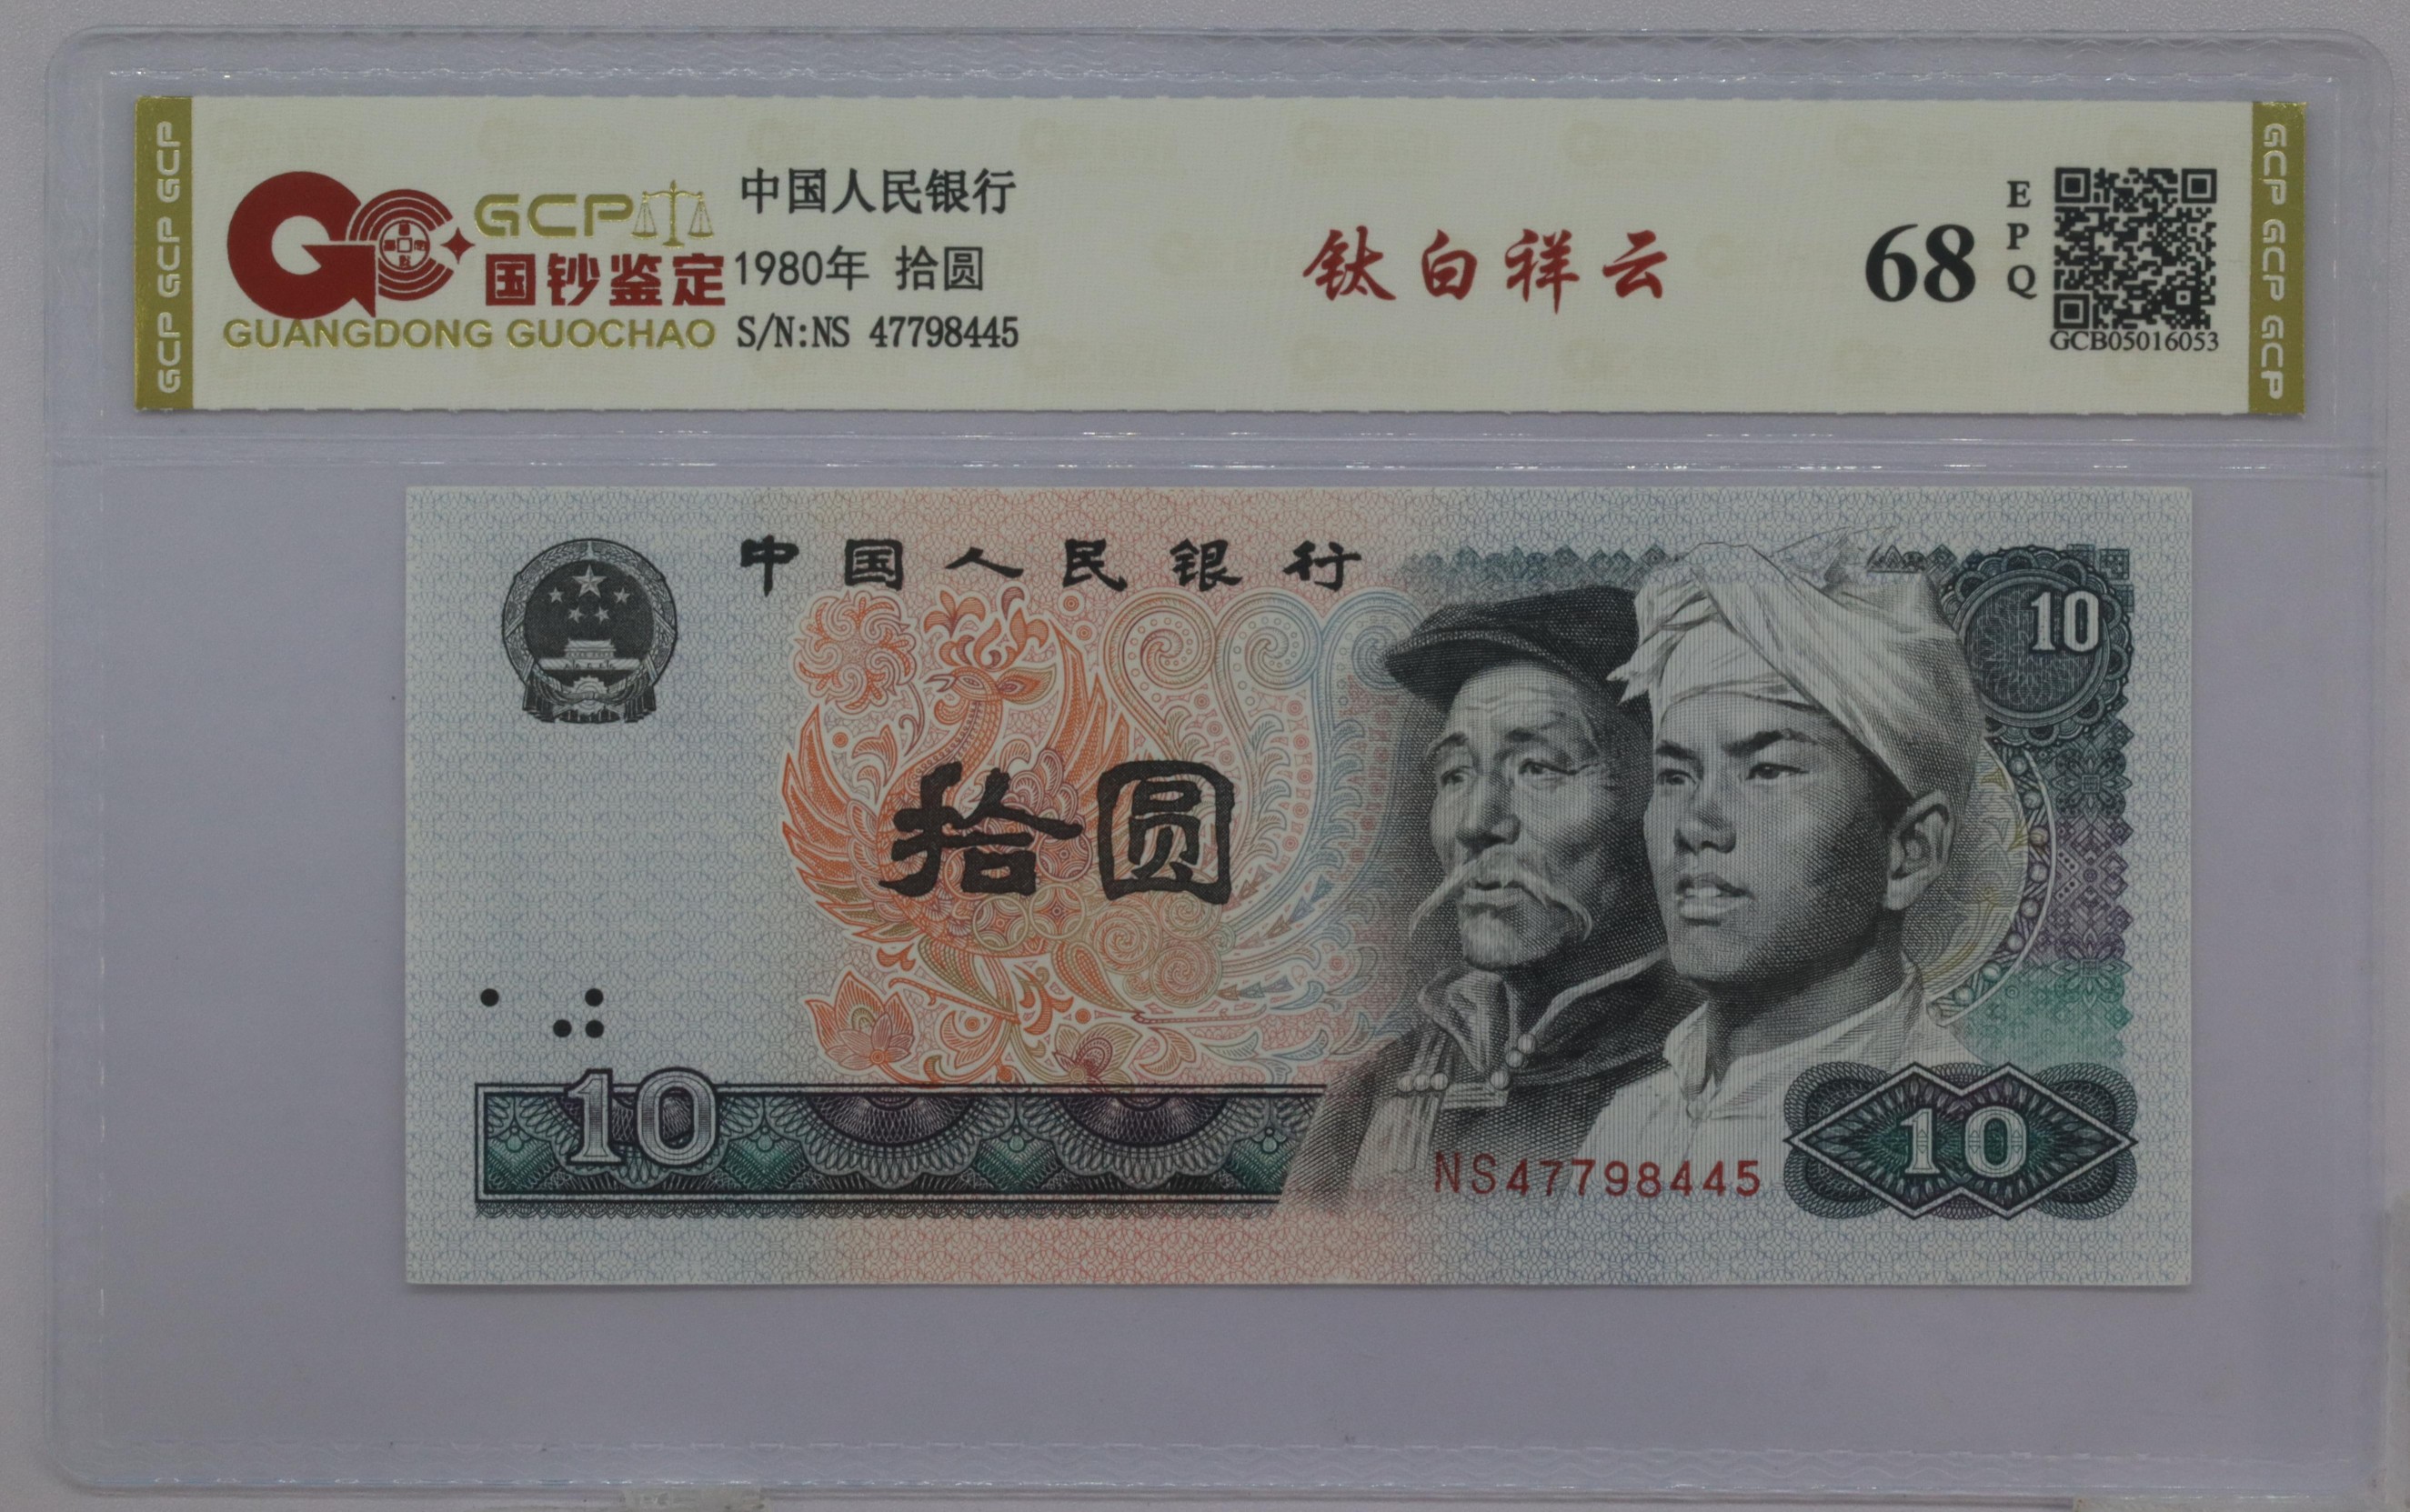 GCP GCP GCP
GCP
国钞鉴定
GUANGDONG GUOCHAO
中国人民银行
1980年 拾圆
S/N:NS 47798445
钛白祥云
68
EPQ
GCB05016053
GCP GCP GCP
中国人民银行
10
拾圆
10
NS47798445
10